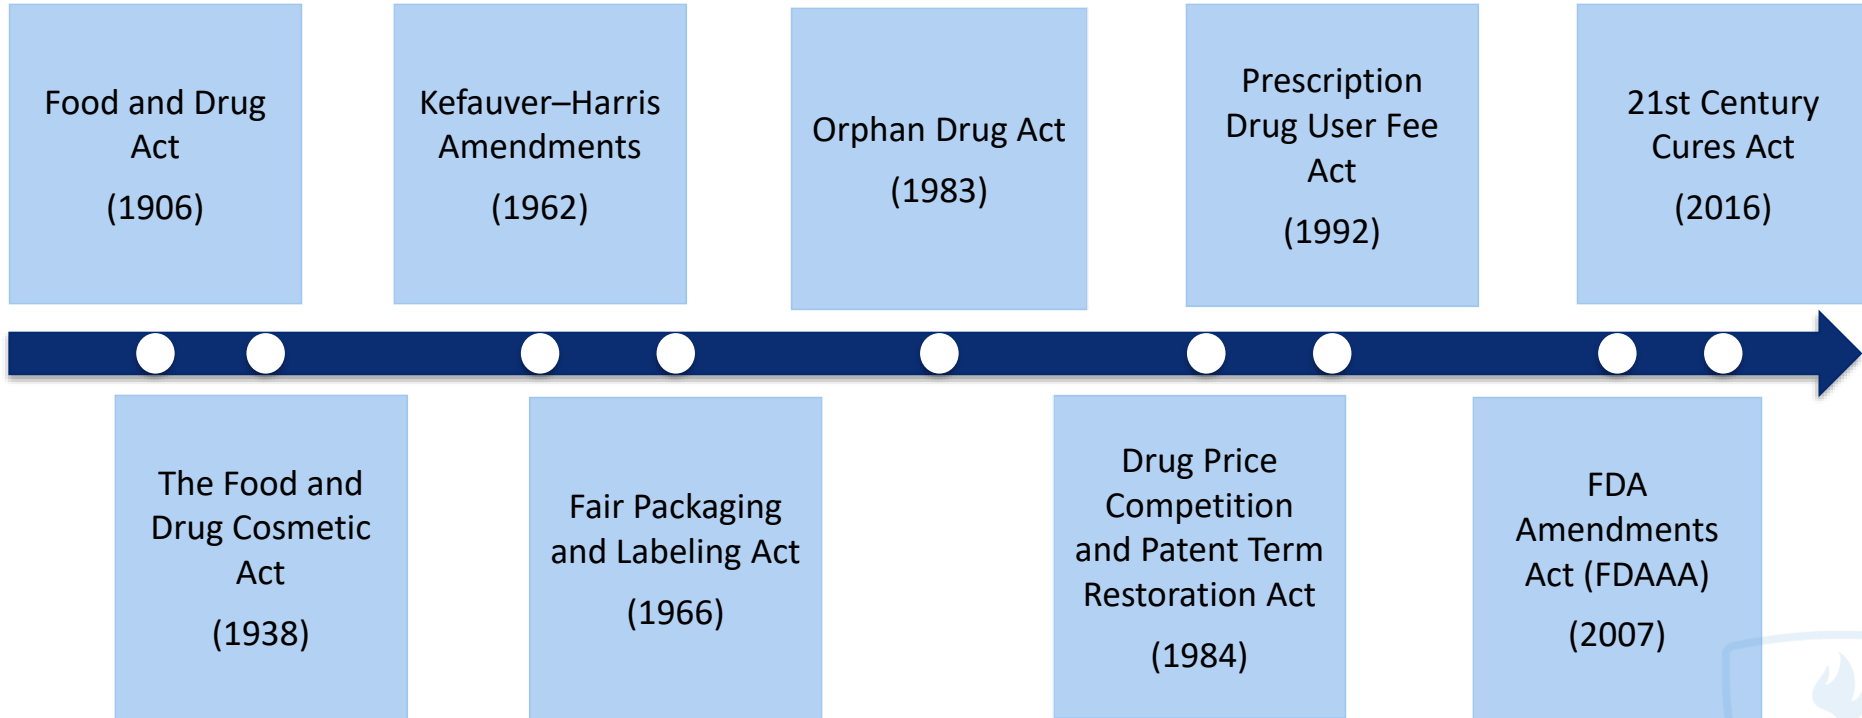 Food and Drug
Act
(1906)
Kefauver–Harris
Amendments
(1962)
Orphan Drug Act
(1983)
Prescription
Drug User Fee
Act
(1992)
21st Century
Cures Act
(2016)
The Food and
Drug Cosmetic
Act
(1938)
Fair Packaging
and Labeling Act
(1966)
Drug Price
Competition
and Patent Term
Restoration Act
(1984)
FDA
Amendments
Act (FDAAA)
(2007)